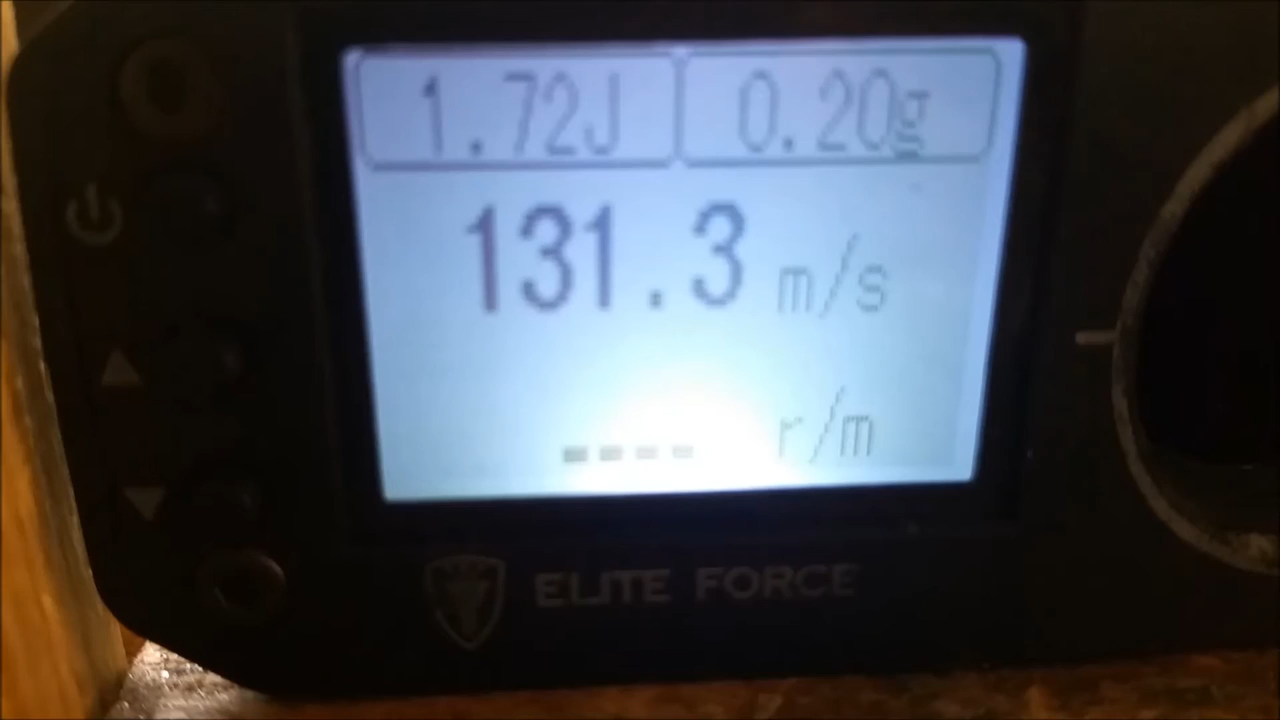 1.72J 0.20g
131.3 m/s
---- r/m
ELITE FORCE